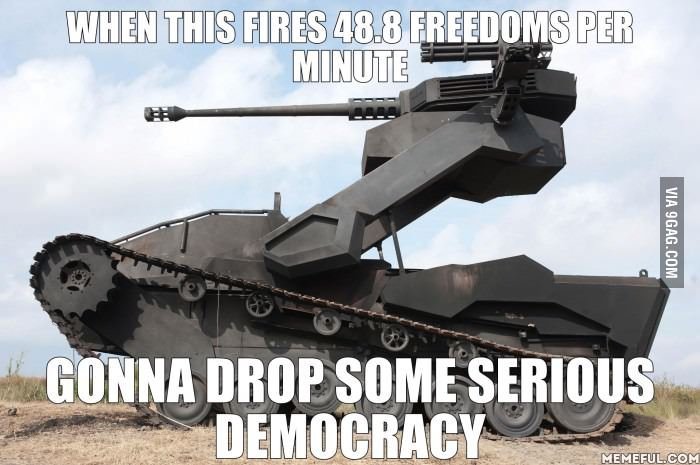 WHEN THIS FIRES 48.8 FREEDOMS PER
MINUTE
VIA 9GAG.COM
GONNA DROP SOME SERIOUS
DEMOCRACY
MEMEFUL.COM